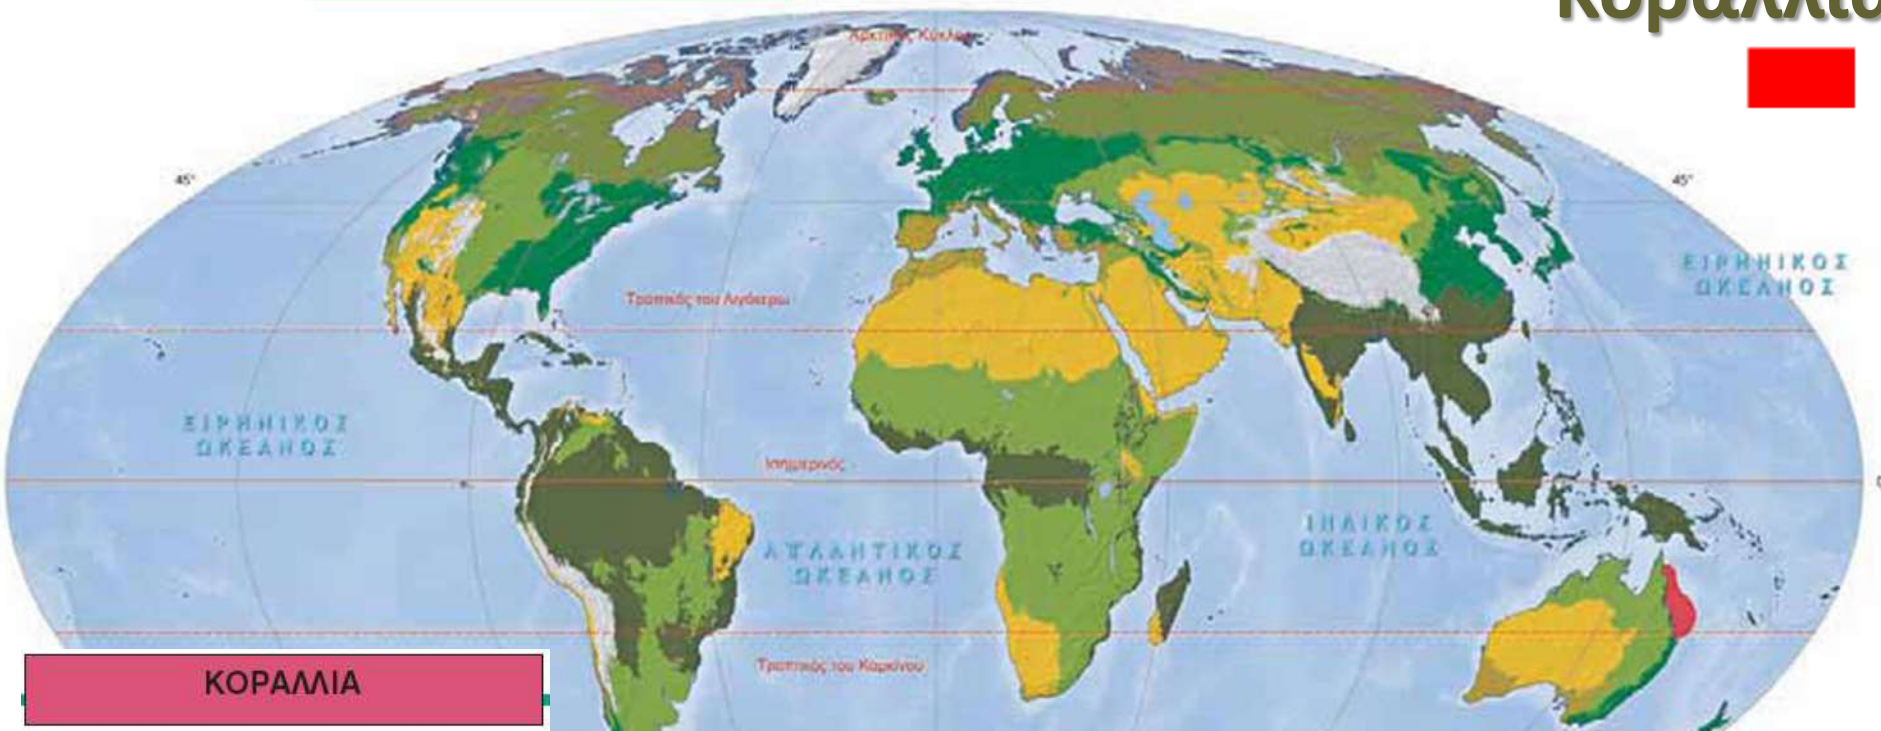 Κοράλλια
Αρκτικός Κύκλος
45°
45°
ΕΙΡΗΝΙΚΟΣ
ΩΚΕΑΝΟΣ
Τροπικός του Αιγόκερω
ΕΙΡΗΝΙΚΟΣ
ΩΚΕΑΝΟΣ
Ισημερινός
ΑΤΛΑΝΤΙΚΟΣ
ΩΚΕΑΝΟΣ
ΙΝΔΙΚΟΣ
ΩΚΕΑΝΟΣ
Τροπικός του Καρκίνου
ΚΟΡΑΛΛΙΑ